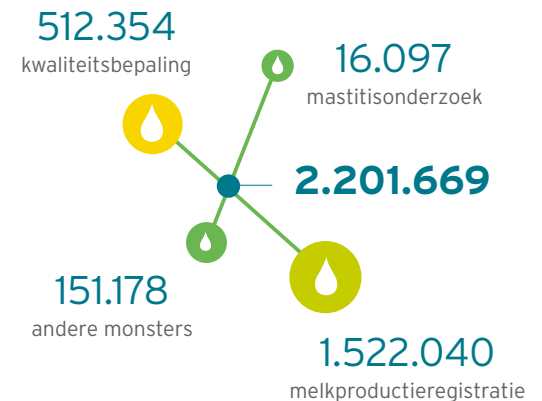 512.354
kwaliteitsbepaling
16.097
mastitisonderzoek
2.201.669
151.178
andere monsters
1.522.040
melkproductieregistratie